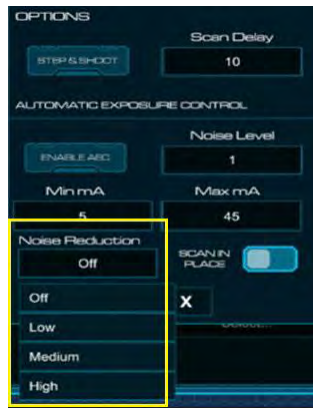 OPTIONS
Scan Delay
STEP & SHOOT
10
AUTOMATIC EXPOSURE CONTROL
Noise Level
ENABLE AEC
1
Min mA
Max mA
5
45
Noise Reduction
Off
SCAN IN
PLACE
Off
X
Low
Medium
High